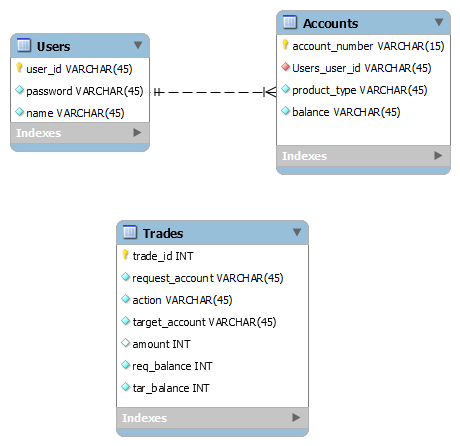 Users
user_id VARCHAR(45)
password VARCHAR(45)
name VARCHAR(45)
Indexes
Accounts
account_number VARCHAR(15)
Users_user_id VARCHAR(45)
product_type VARCHAR(45)
balance VARCHAR(45)
Indexes
Trades
trade_id INT
request_account VARCHAR(45)
action VARCHAR(45)
target_account VARCHAR(45)
amount INT
req_balance INT
tar_balance INT
Indexes